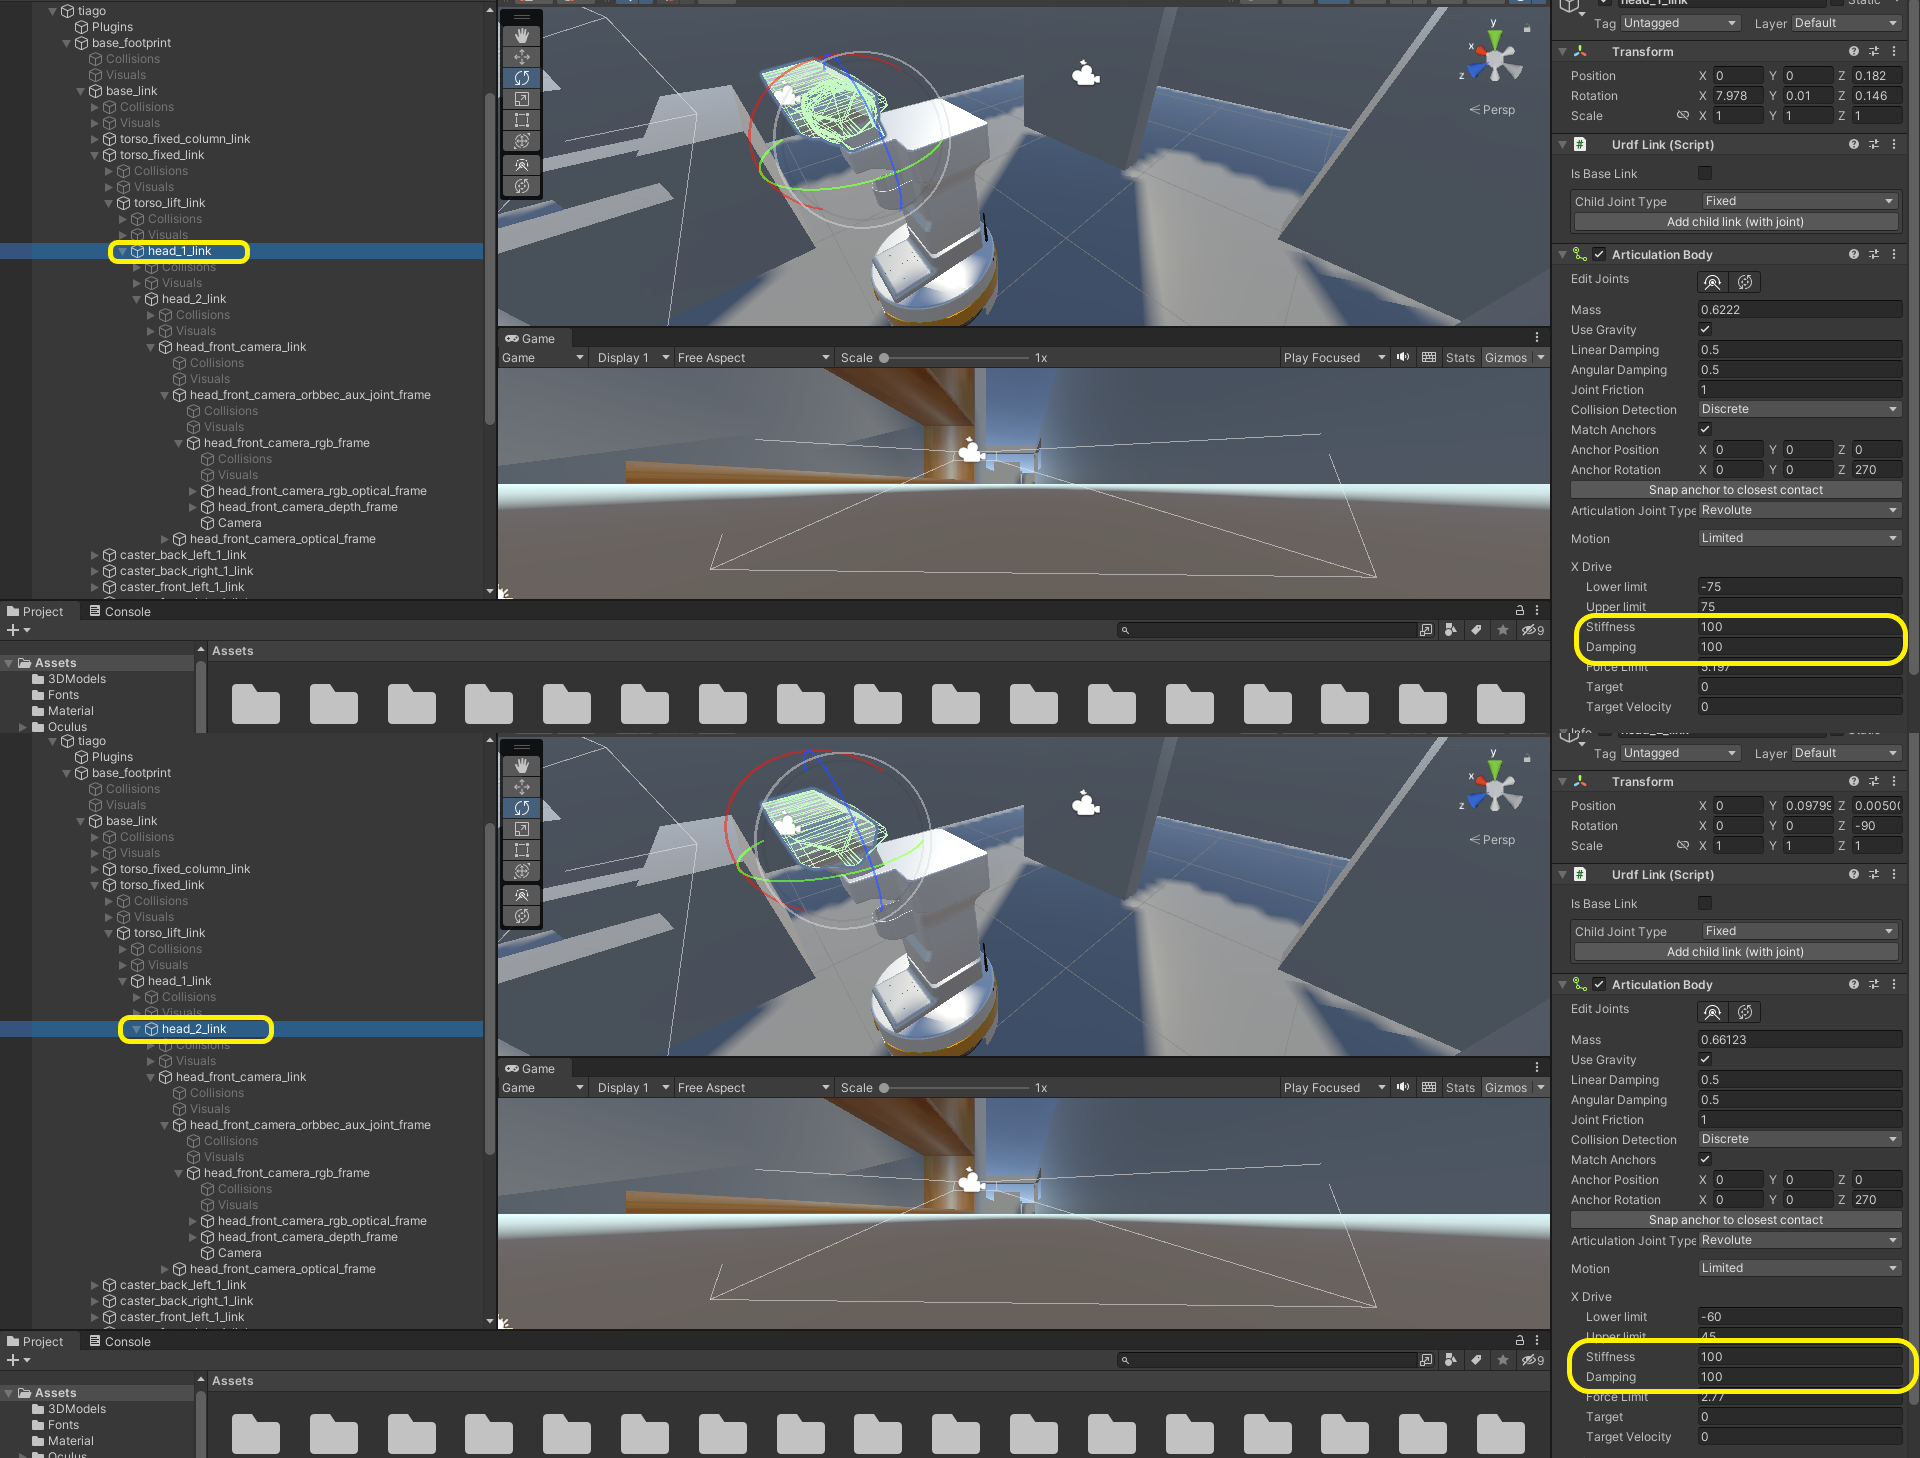 tiago
Plugins
base_footprint
Collisions
Visuals
base_link
Collisions
Visuals
torso_fixed_column_link
torso_fixed_link
Collisions
Visuals
torso_lift_link
Collisions
Visuals
head_1_link
Collisions
Visuals
head_2_link
Collisions
Visuals
head_front_camera_link
Collisions
Visuals
head_front_camera_orbbec_aux_joint_frame
Collisions
Visuals
head_front_camera_rgb_frame
Collisions
Visuals
head_front_camera_rgb_optical_frame
head_front_camera_depth_frame
Camera
head_front_camera_optical_frame
caster_back_left_1_link
caster_back_right_1_link
caster_front_left_1_link
y
x
z
Persp
Game
Game Display 1 Free Aspect Scale 1x Play Focused Stats Gizmos
head_1_link Static
Tag Untagged Layer Default
Transform
Position X 0 Y 0 Z 0.182
Rotation X 7.978 Y 0.01 Z 0.146
Scale X 1 Y 1 Z 1
# Urdf Link (Script)
Is Base Link
Child Joint Type Fixed
Add child link (with joint)
Articulation Body
Edit Joints
Mass 0.6222
Use Gravity
Linear Damping 0.5
Angular Damping 0.5
Joint Friction 1
Collision Detection Discrete
Match Anchors
Anchor Position X 0 Y 0 Z 0
Anchor Rotation X 0 Y 0 Z 270
Snap anchor to closest contact
Articulation Joint Type Revolute
Motion Limited
X Drive
Lower limit -75
Upper limit 75
Stiffness 100
Damping 100
Force Limit 5.197
Target 0
Target Velocity 0
Project Console
9
Assets
3DModels
Fonts
Material
Oculus
Assets
tiago
Plugins
base_footprint
Collisions
Visuals
base_link
Collisions
Visuals
torso_fixed_column_link
torso_fixed_link
Collisions
Visuals
torso_lift_link
Collisions
Visuals
head_1_link
Collisions
Visuals
head_2_link
Collisions
Visuals
head_front_camera_link
Collisions
Visuals
head_front_camera_orbbec_aux_joint_frame
Collisions
Visuals
head_front_camera_rgb_frame
Collisions
Visuals
head_front_camera_rgb_optical_frame
head_front_camera_depth_frame
Camera
head_front_camera_optical_frame
caster_back_left_1_link
caster_back_right_1_link
caster_front_left_1_link
y
x
z
Persp
Game
Game Display 1 Free Aspect Scale 1x Play Focused Stats Gizmos
Tag Untagged Layer Default
Transform
Position X 0 Y 0.09799 Z 0.0050
Rotation X 0 Y 0 Z -90
Scale X 1 Y 1 Z 1
# Urdf Link (Script)
Is Base Link
Child Joint Type Fixed
Add child link (with joint)
Articulation Body
Edit Joints
Mass 0.66123
Use Gravity
Linear Damping 0.5
Angular Damping 0.5
Joint Friction 1
Collision Detection Discrete
Match Anchors
Anchor Position X 0 Y 0 Z 0
Anchor Rotation X 0 Y 0 Z 270
Snap anchor to closest contact
Articulation Joint Type Revolute
Motion Limited
X Drive
Lower limit -60
Upper limit 45
Stiffness 100
Damping 100
Force Limit 2.77
Target 0
Target Velocity 0
Project Console
9
Assets
3DModels
Fonts
Material
Oculus
Assets